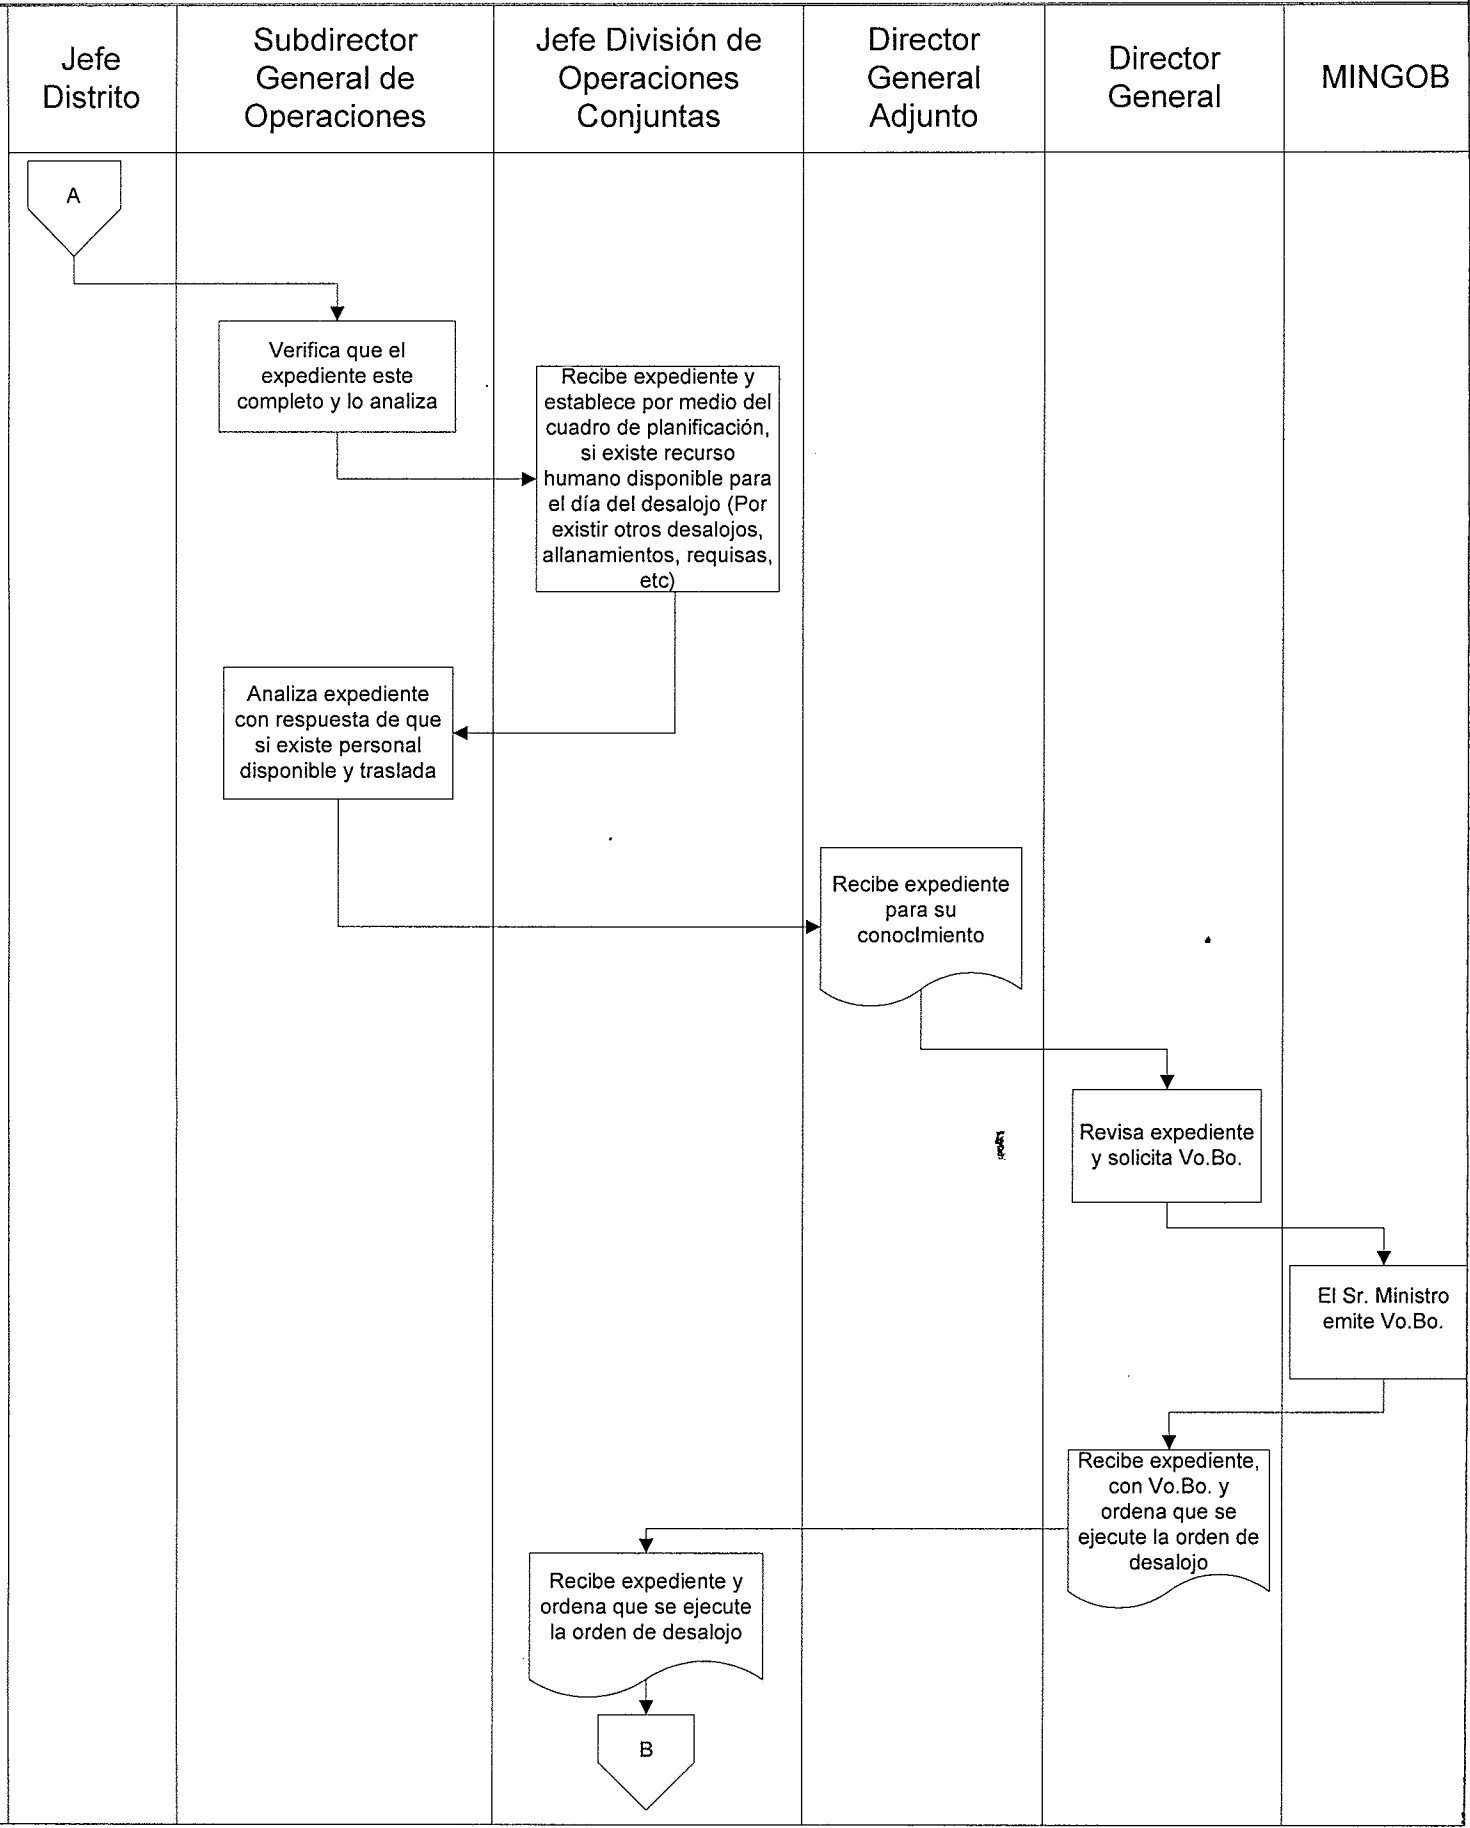 Jefe
Distrito
Subdirector
General de
Operaciones
Jefe División de
Operaciones
Conjuntas
Director
General
Adjunto
Director
General
MINGOB
A
Verifica que el
expediente este
completo y lo analiza
Recibe expediente y
establece por medio del
cuadro de planificación,
si existe recurso
humano disponible para
el día del desalojo (Por
existir otros desalojos,
allanamientos, requisas,
etc)
Analiza expediente
con respuesta de que
si existe personal
disponible y traslada
Recibe expediente
para su
conocImiento
Revisa expediente
y solicita Vo.Bo.
El Sr. Ministro
emite Vo.Bo.
Recibe expediente,
con Vo.Bo. y
ordena que se
ejecute la orden de
desalojo
Recibe expediente y
ordena que se ejecute
la orden de desalojo
B